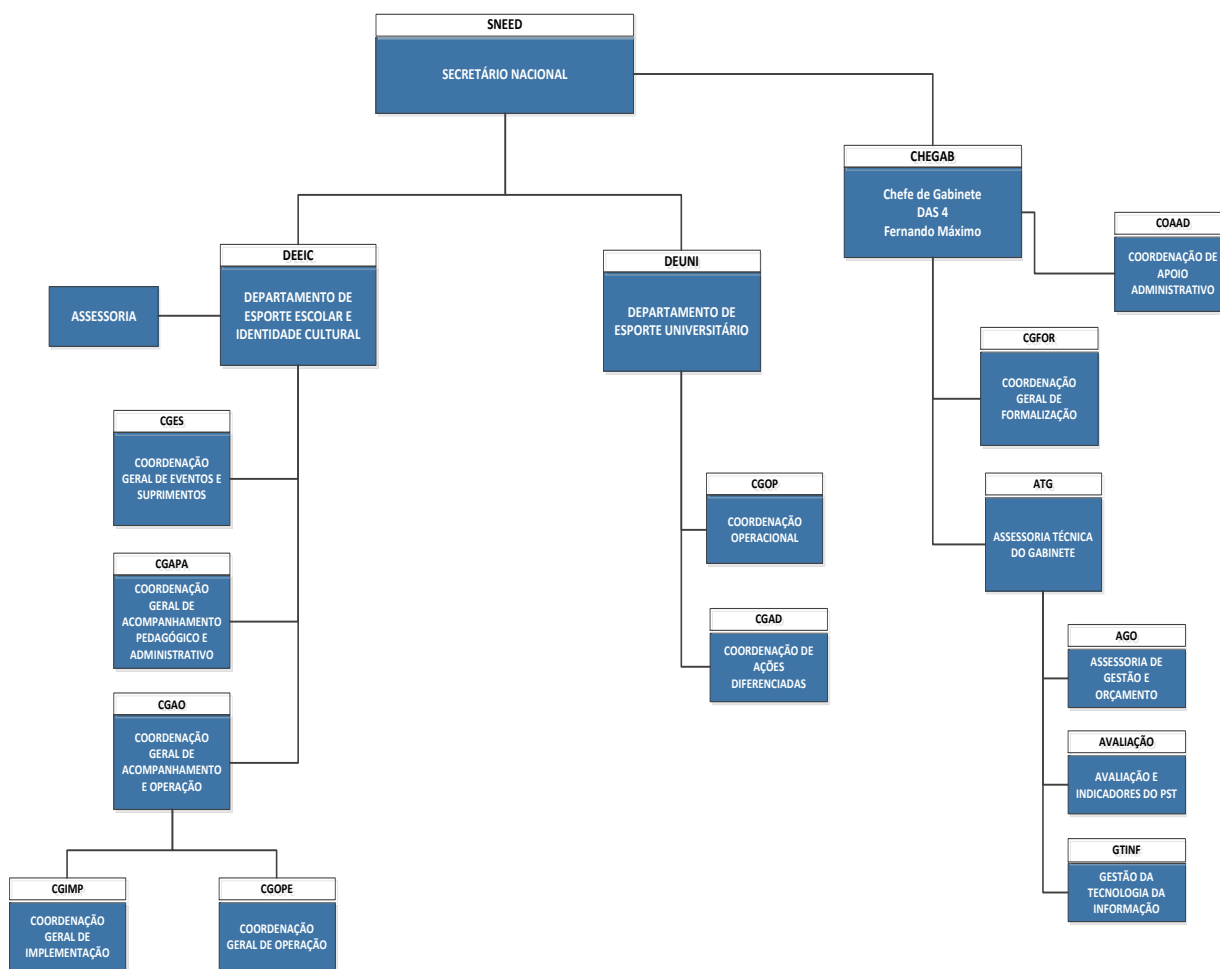 SNEED
SECRETÁRIO NACIONAL
CHEGAB
Chefe de Gabinete
DAS 4
Fernando Máximo
COAAD
COORDENAÇÃO DE
APOIO
ADMINISTRATIVO
DEEIC
DEPARTAMENTO DE
ESPORTE ESCOLAR E
IDENTIDADE CULTURAL
ASSESSORIA
DEUNI
DEPARTAMENTO DE
ESPORTE UNIVERSITÁRIO
CGFOR
COORDENAÇÃO
GERAL DE
FORMALIZAÇÃO
CGES
COORDENAÇÃO
GERAL DE EVENTOS E
SUPRIMENTOS
CGOP
COORDENAÇÃO
OPERACIONAL
ATG
ASSESSORIA TÉCNICA
DO GABINETE
CGAPA
COORDENAÇÃO
GERAL DE
ACOMPANHAMENTO
PEDAGÓGICO E
ADMINISTRATIVO
CGAD
COORDENAÇÃO DE
AÇÕES
DIFERENCIADAS
AGO
ASSESSORIA DE
GESTÃO E
ORÇAMENTO
CGAO
COORDENAÇÃO
GERAL DE
ACOMPANHAMENTO
E OPERAÇÃO
AVALIAÇÃO
AVALIAÇÃO E
INDICADORES DO PST
GTINF
GESTÃO DA
TECNOLOGIA DA
INFORMAÇÃO
CGIMP
COORDENAÇÃO
GERAL DE
IMPLEMENTAÇÃO
CGOPE
COORDENAÇÃO
GERAL DE OPERAÇÃO